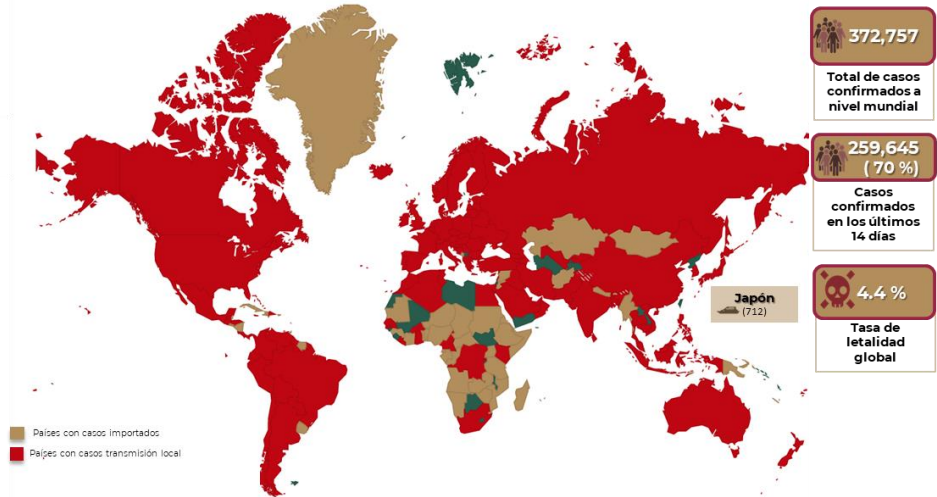 372,757
Total de casos
confirmados a
nivel mundial
259,645
( 70 %)
Casos
confirmados
en los últimos
14 días
Japón
(712)
4.4 %
Tasa de
letalidad
global
Países con casos importados
Países con casos transmisión local